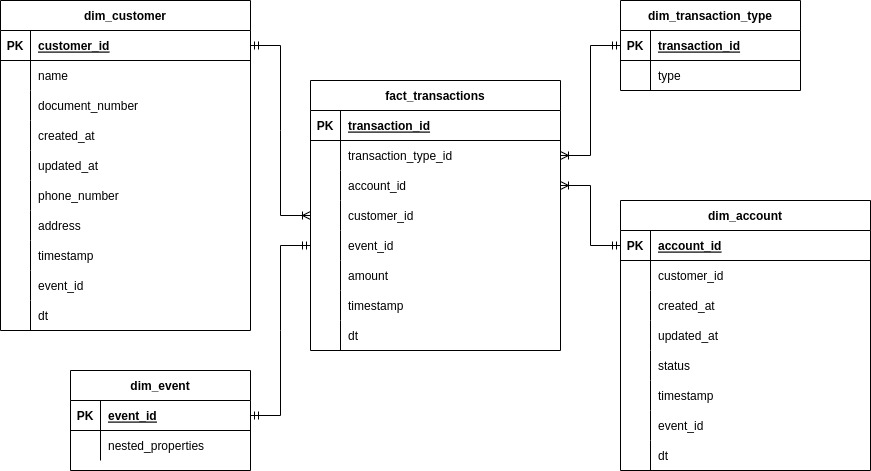 dim_customer
PK customer_id
name
document_number
created_at
updated_at
phone_number
address
timestamp
event_id
dt
dim_event
PK event_id
nested_properties
fact_transactions
PK transaction_id
transaction_type_id
account_id
customer_id
event_id
amount
timestamp
dt
dim_transaction_type
PK transaction_id
type
dim_account
PK account_id
customer_id
created_at
updated_at
status
timestamp
event_id
dt